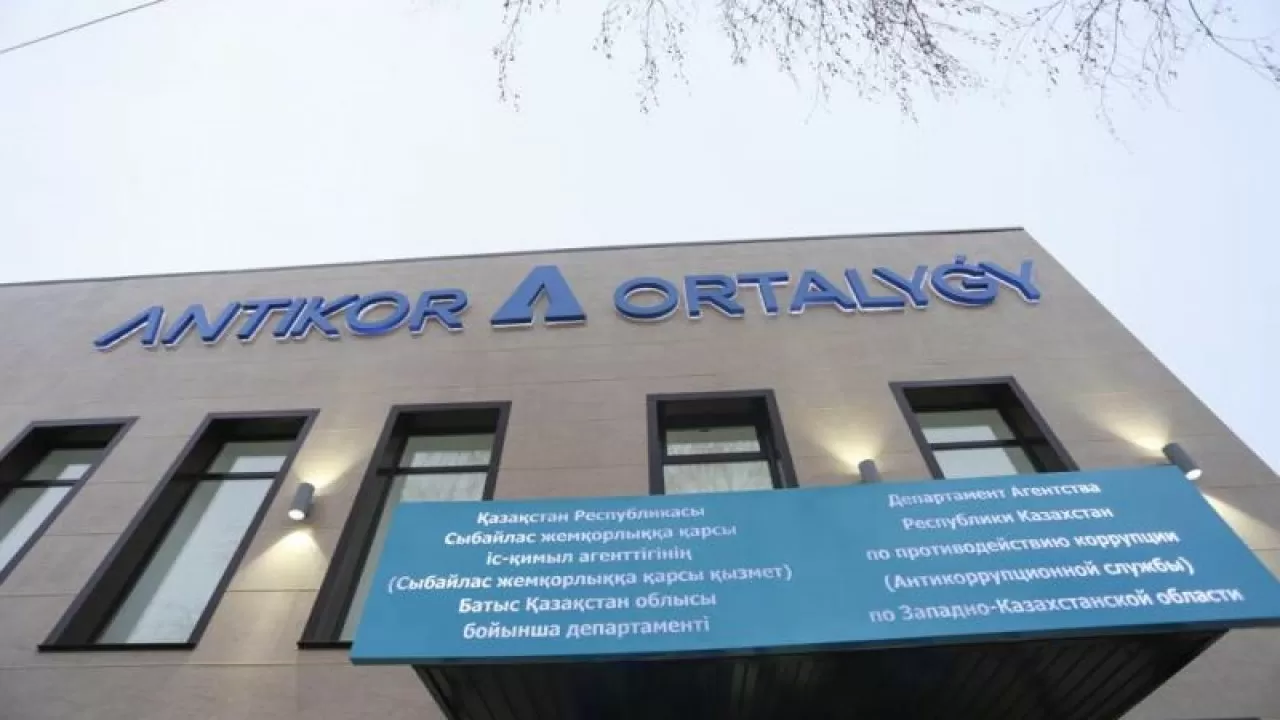 ANTIKOR ORTALYǴY
Қазақстан Республикасы
Сыбайлас жемқорлыққа қарсы
іс-қимыл агенттігінің
(Сыбайлас жемқорлыққа қарсы қызмет)
Батыс Қазақстан облысы
бойынша департаменті
Департамент Агентства
Республики Казахстан
по противодействию коррупции
(Антикоррупционной службы)
по Западно-Казахстанской области